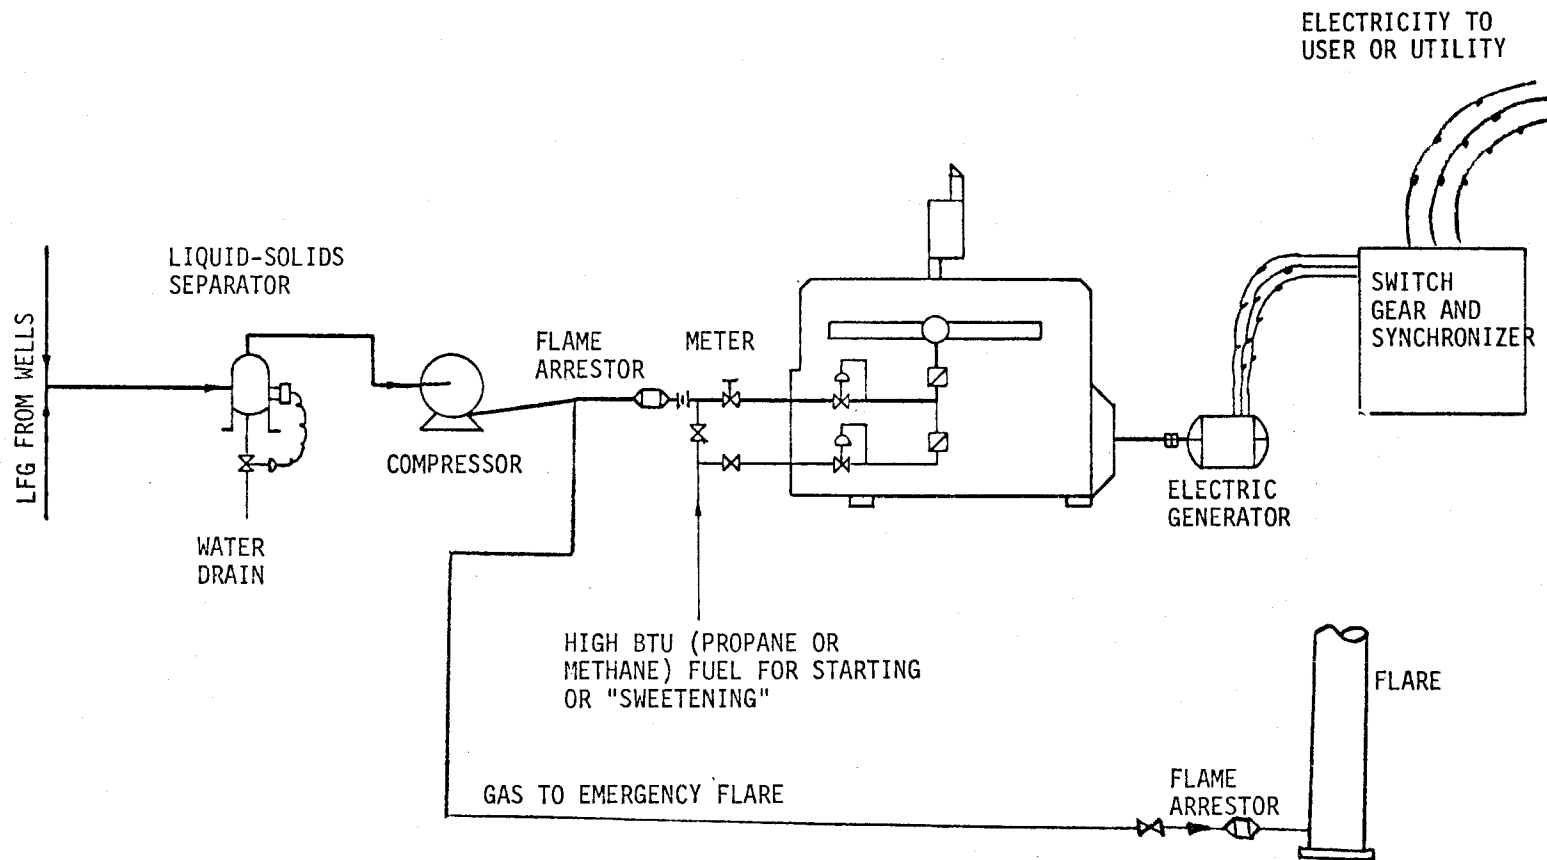 ELECTRICITY TO
USER OR UTILITY
LIQUID-SOLIDS
SEPARATOR
SWITCH
GEAR AND
SYNCHRONIZER
FLAME
ARRESTOR
METER
LFG FROM WELLS
COMPRESSOR
ELECTRIC
GENERATOR
WATER
DRAIN
HIGH BTU (PROPANE OR
METHANE) FUEL FOR STARTING
OR "SWEETENING"
FLARE
GAS TO EMERGENCY FLARE
FLAME
ARRESTOR